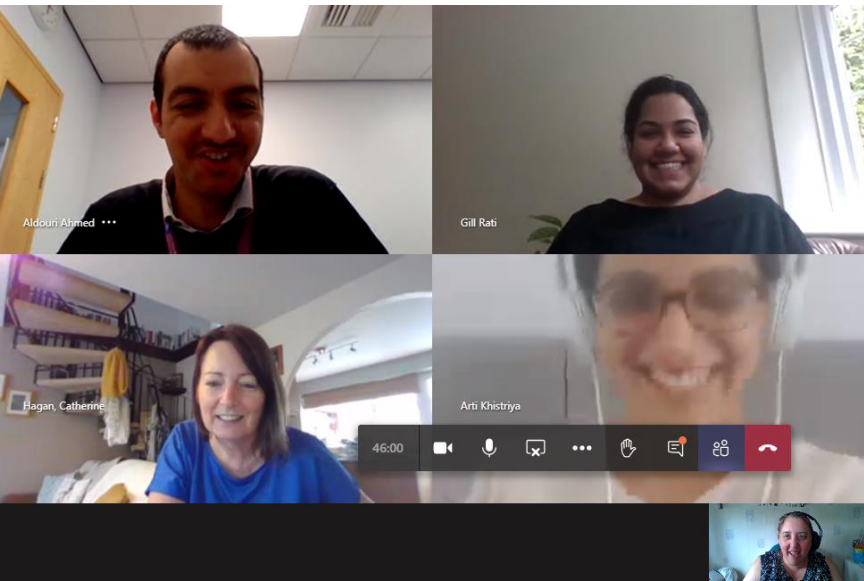 Aldouri Ahmed
Gill Rati
Hagan, Catherine
Arti Khistriya
46:00